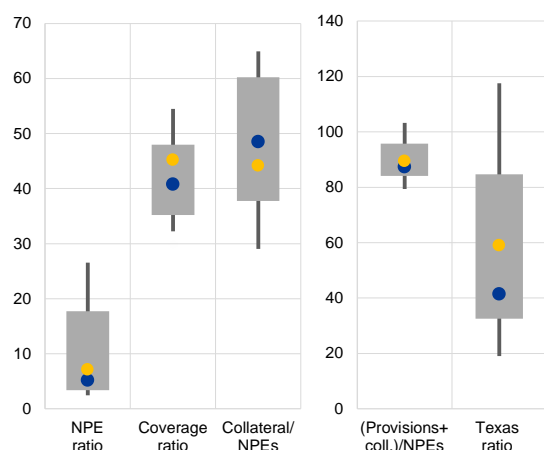 70
60
50
40
30
20
10
0
NPE
ratio
Coverage
ratio
Collateral/
NPEs
140
120
100
80
60
40
20
0
(Provisions+
coll.)/NPEs
Texas
ratio